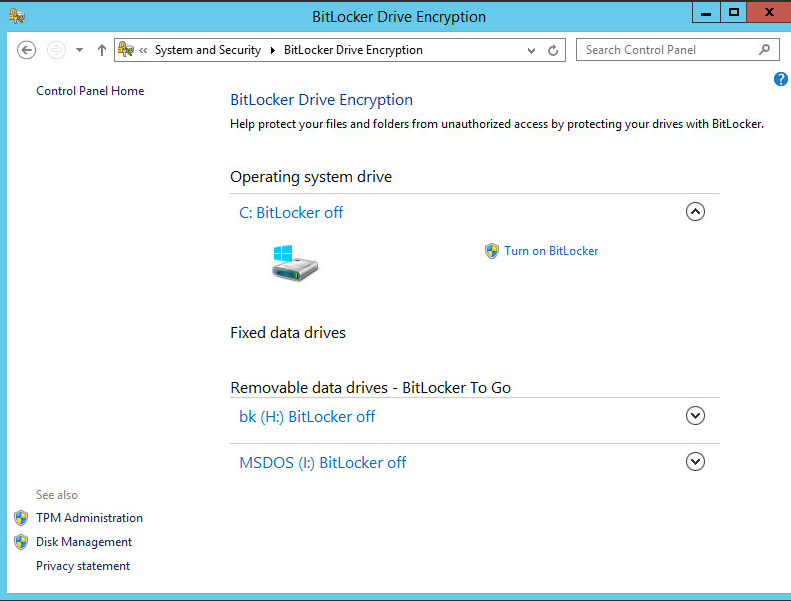 BitLocker Drive Encryption
« System and Security ▸ BitLocker Drive Encryption
Search Control Panel
Control Panel Home
BitLocker Drive Encryption
Help protect your files and folders from unauthorized access by protecting your drives with BitLocker.
Operating system drive
C: BitLocker off
Turn on BitLocker
Fixed data drives
Removable data drives - BitLocker To Go
bk (H:) BitLocker off
MSDOS (I:) BitLocker off
See also
TPM Administration
Disk Management
Privacy statement